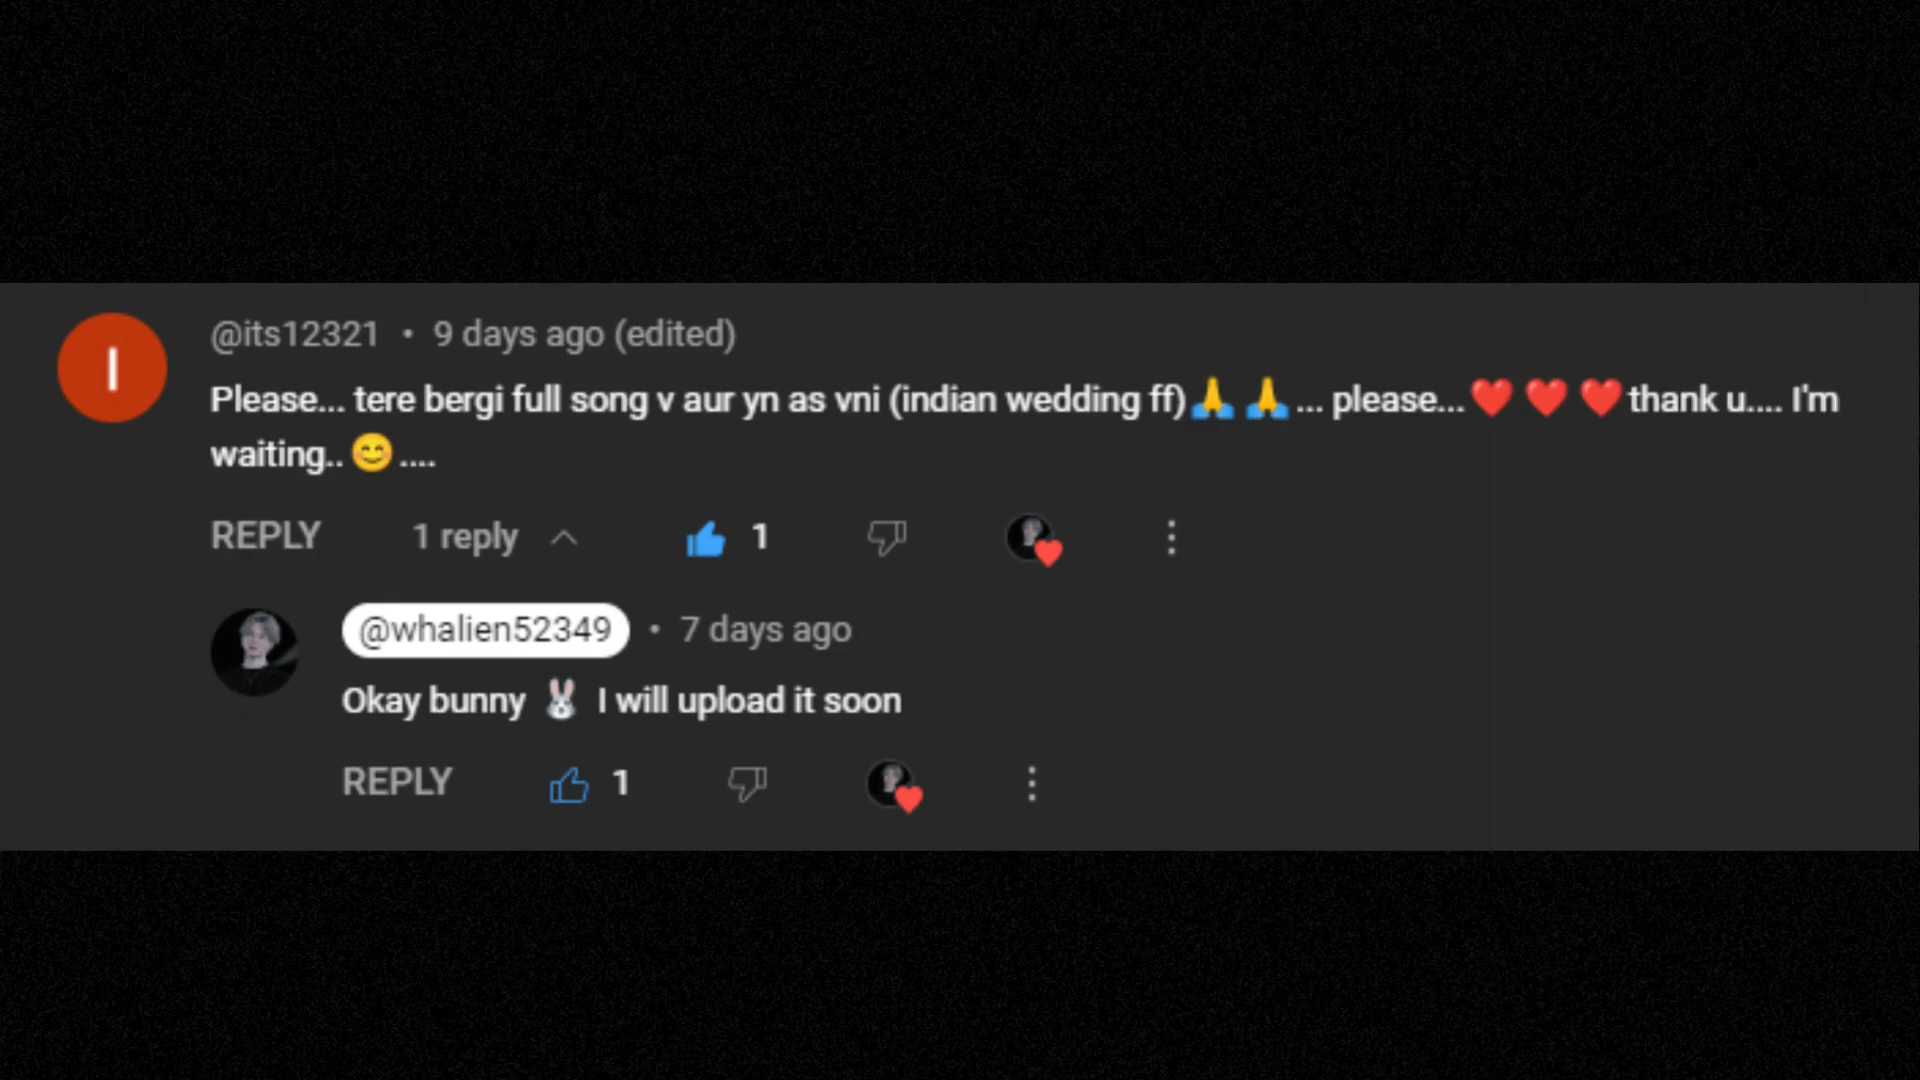 I
@its12321 • 9 days ago (edited)
Please... tere bergi full song v aur yn as vni (indian wedding ff)🙏🙏... please...❤️❤️❤️thank u.... I'm
waiting..😊....
REPLY 1 reply 1
@whalien52349 • 7 days ago
Okay bunny 🐰 I will upload it soon
REPLY 1